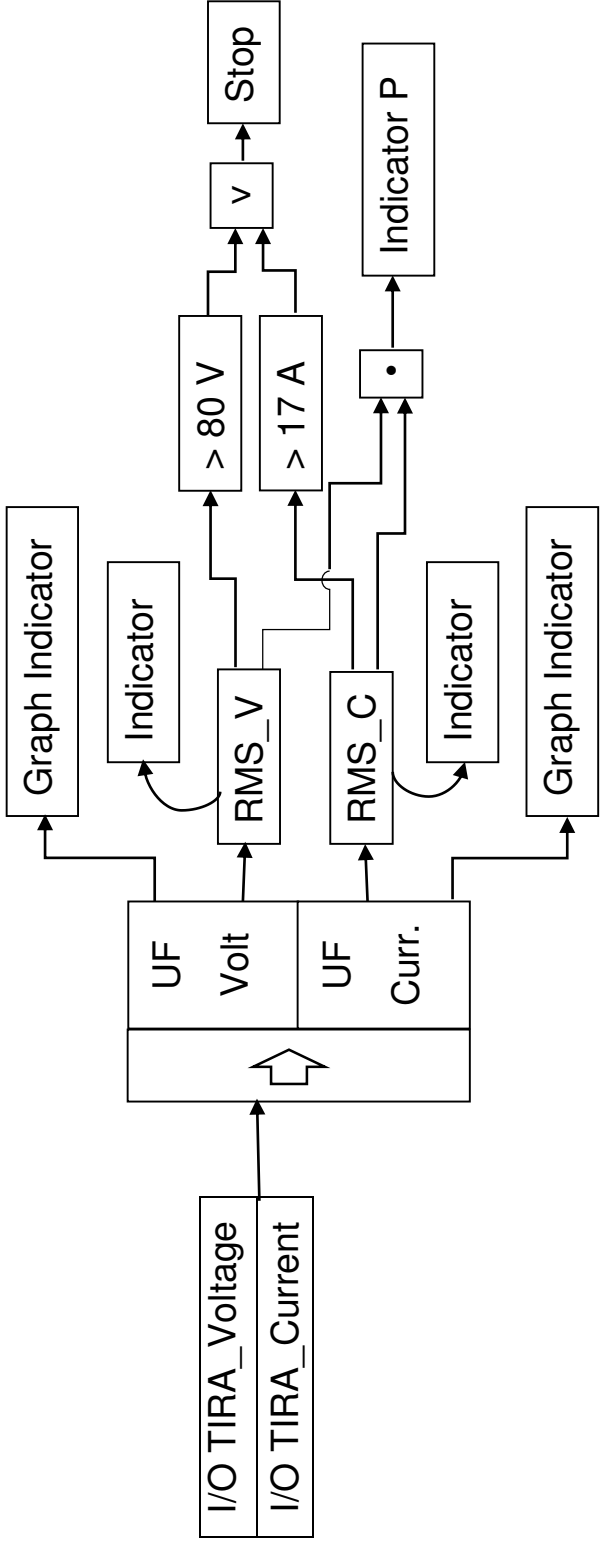 I/O TIRA_Voltage
I/O TIRA_Current
UF
Volt
UF
Curr.
Graph Indicator
Indicator
RMS_V
RMS_C
Indicator
Graph Indicator
> 80 V
> 17 A
v
Stop
•
Indicator P